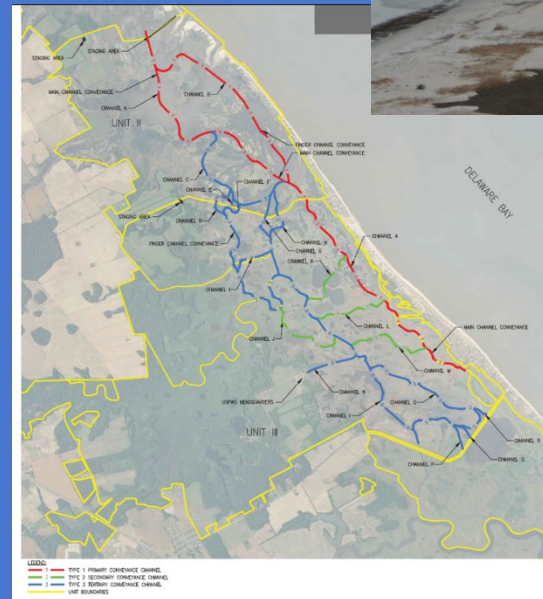 STAGING AREA
STAGING AREA
MAIN CHANNEL CONVEYANCE
CHANNEL B
CHANNEL A
UNIT II
FINGER CHANNEL CONVEYANCE
MAIN CHANNEL CONVEYANCE
DELAWARE BAY
CHANNEL C
CHANNEL E
CHANNEL F
STAGING AREA
CHANNEL D
CHANNEL A
FINGER CHANNEL CONVEYANCE
CHANNEL H
CHANNEL G
CHANNEL K
CHANNEL I
CHANNEL L
MAIN CHANNEL CONVEYANCE
CHANNEL J
CHANNEL M
USFWS HEADQUARTERS
CHANNEL N
CHANNEL I
CHANNEL O
UNIT III
CHANNEL R
CHANNEL P
CHANNEL Q
LEGEND:
1 TYPE 1 PRIMARY CONVEYANCE CHANNEL
2 TYPE 2 SECONDARY CONVEYANCE CHANNEL
3 TYPE 3 TERTIARY CONVEYANCE CHANNEL
UNIT BOUNDARIES